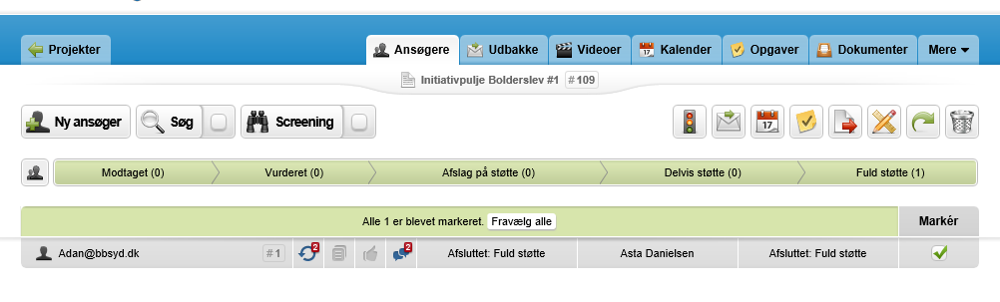 Projekter Ansøgere Udbakke Videoer Kalender Opgaver Dokumenter Mere
Initiativpulje Bolderslev #1 #109
Ny ansøger Søg Screening 17
Modtaget (0) Vurderet (0) Afslag på støtte (0) Delvis støtte (0) Fuld støtte (1)
Alle 1 er blevet markeret. Fravælg alle Markér
Adan@bbsyd.dk #1 2 2 Afsluttet: Fuld støtte Asta Danielsen Afsluttet: Fuld støtte